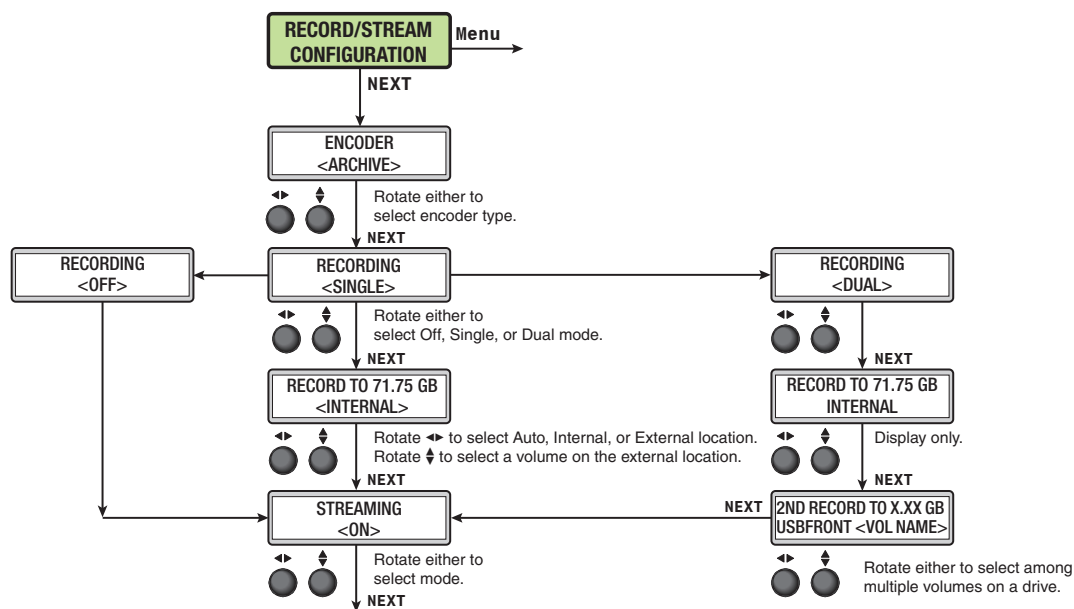 RECORD/STREAM
CONFIGURATION
Menu
NEXT
ENCODER
<ARCHIVE>
Rotate either to
select encoder type.
NEXT
RECORDING
<OFF>
RECORDING
<SINGLE>
RECORDING
<DUAL>
Rotate either to
select Off, Single, or Dual mode.
NEXT
NEXT
RECORD TO 71.75 GB
<INTERNAL>
RECORD TO 71.75 GB
INTERNAL
Rotate ◂▸ to select Auto, Internal, or External location.
Rotate ▴▾ to select a volume on the external location.
Display only.
NEXT
NEXT
STREAMING
<ON>
NEXT
2ND RECORD TO X.XX GB
USBFRONT <VOL NAME>
Rotate either to
select mode.
Rotate either to select among
multiple volumes on a drive.
NEXT